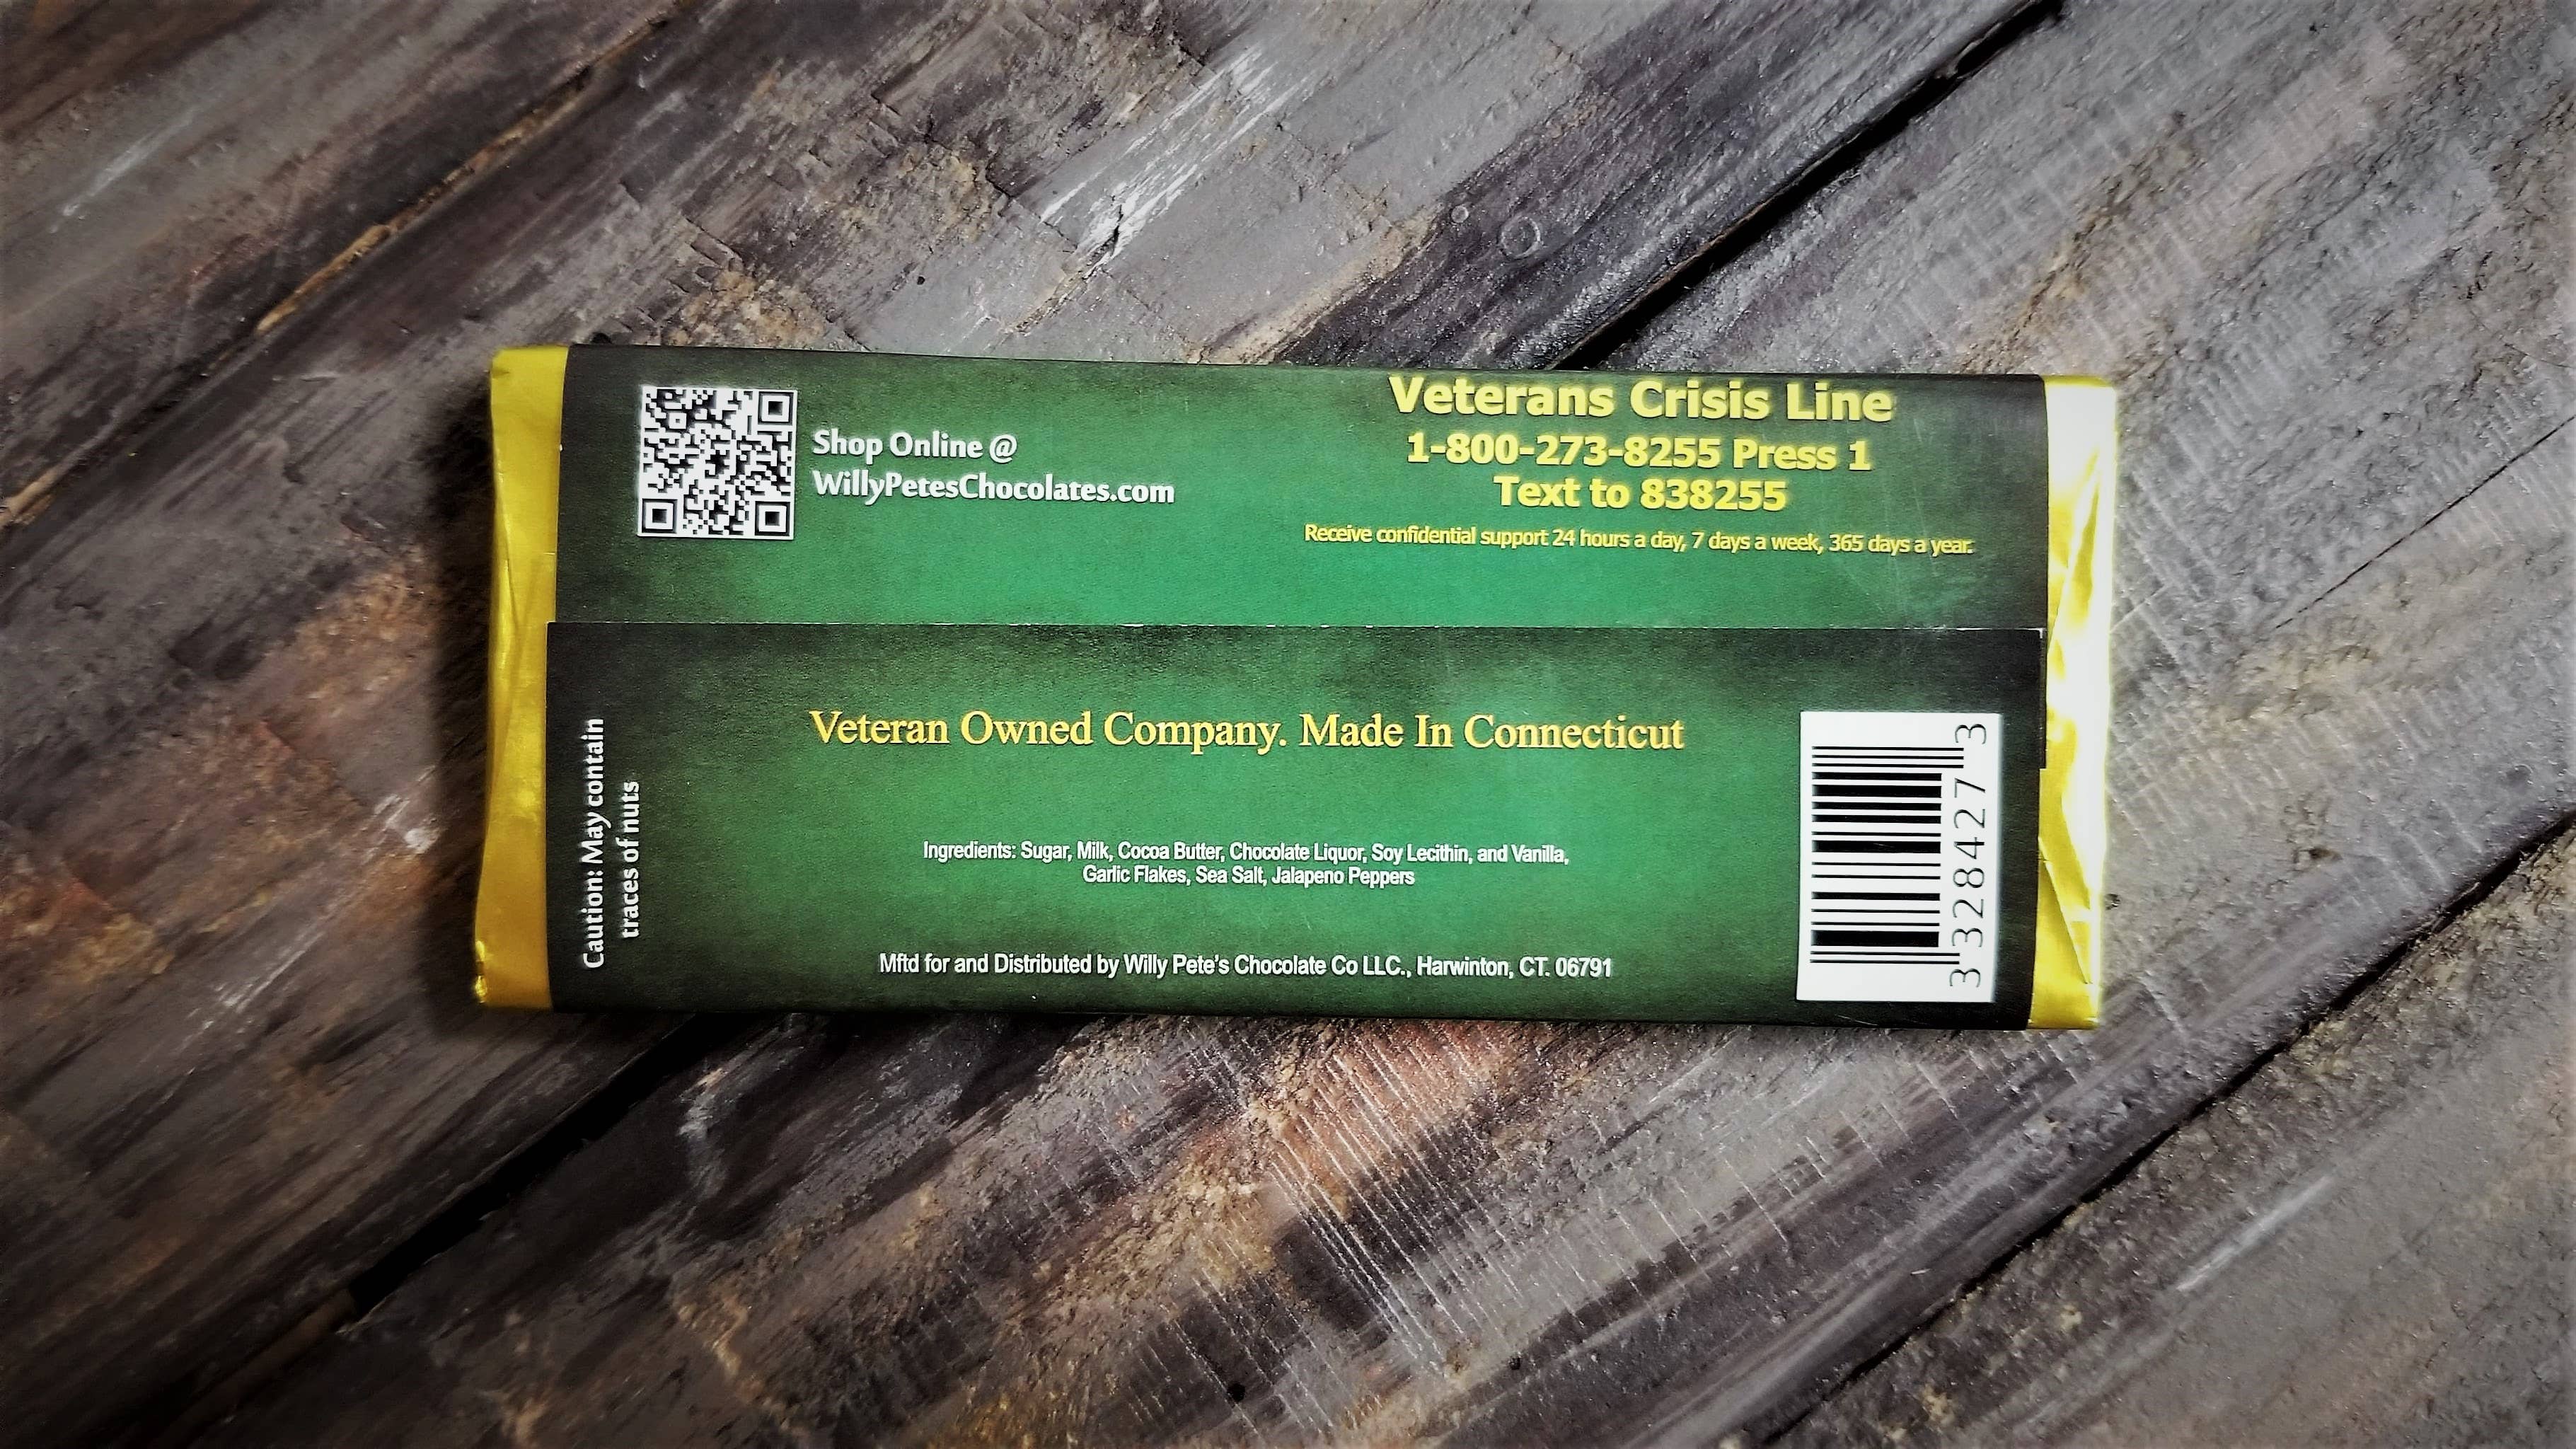 Shop Online @
WillyPetesChocolates.com
Veterans Crisis Line
1-800-273-8255 Press 1
Text to 838255
Receive confidential support 24 hours a day, 7 days a week, 365 days a year.
Caution: May contain
traces of nuts
Veteran Owned Company. Made In Connecticut
Ingredients: Sugar, Milk, Cocoa Butter, Chocolate Liquor, Soy Lecithin, and Vanilla,
Garlic Flakes, Sea Salt, Jalapeno Peppers
Mftd for and Distributed by Willy Pete's Chocolate Co LLC., Harwinton, CT. 06791
3 328427 3